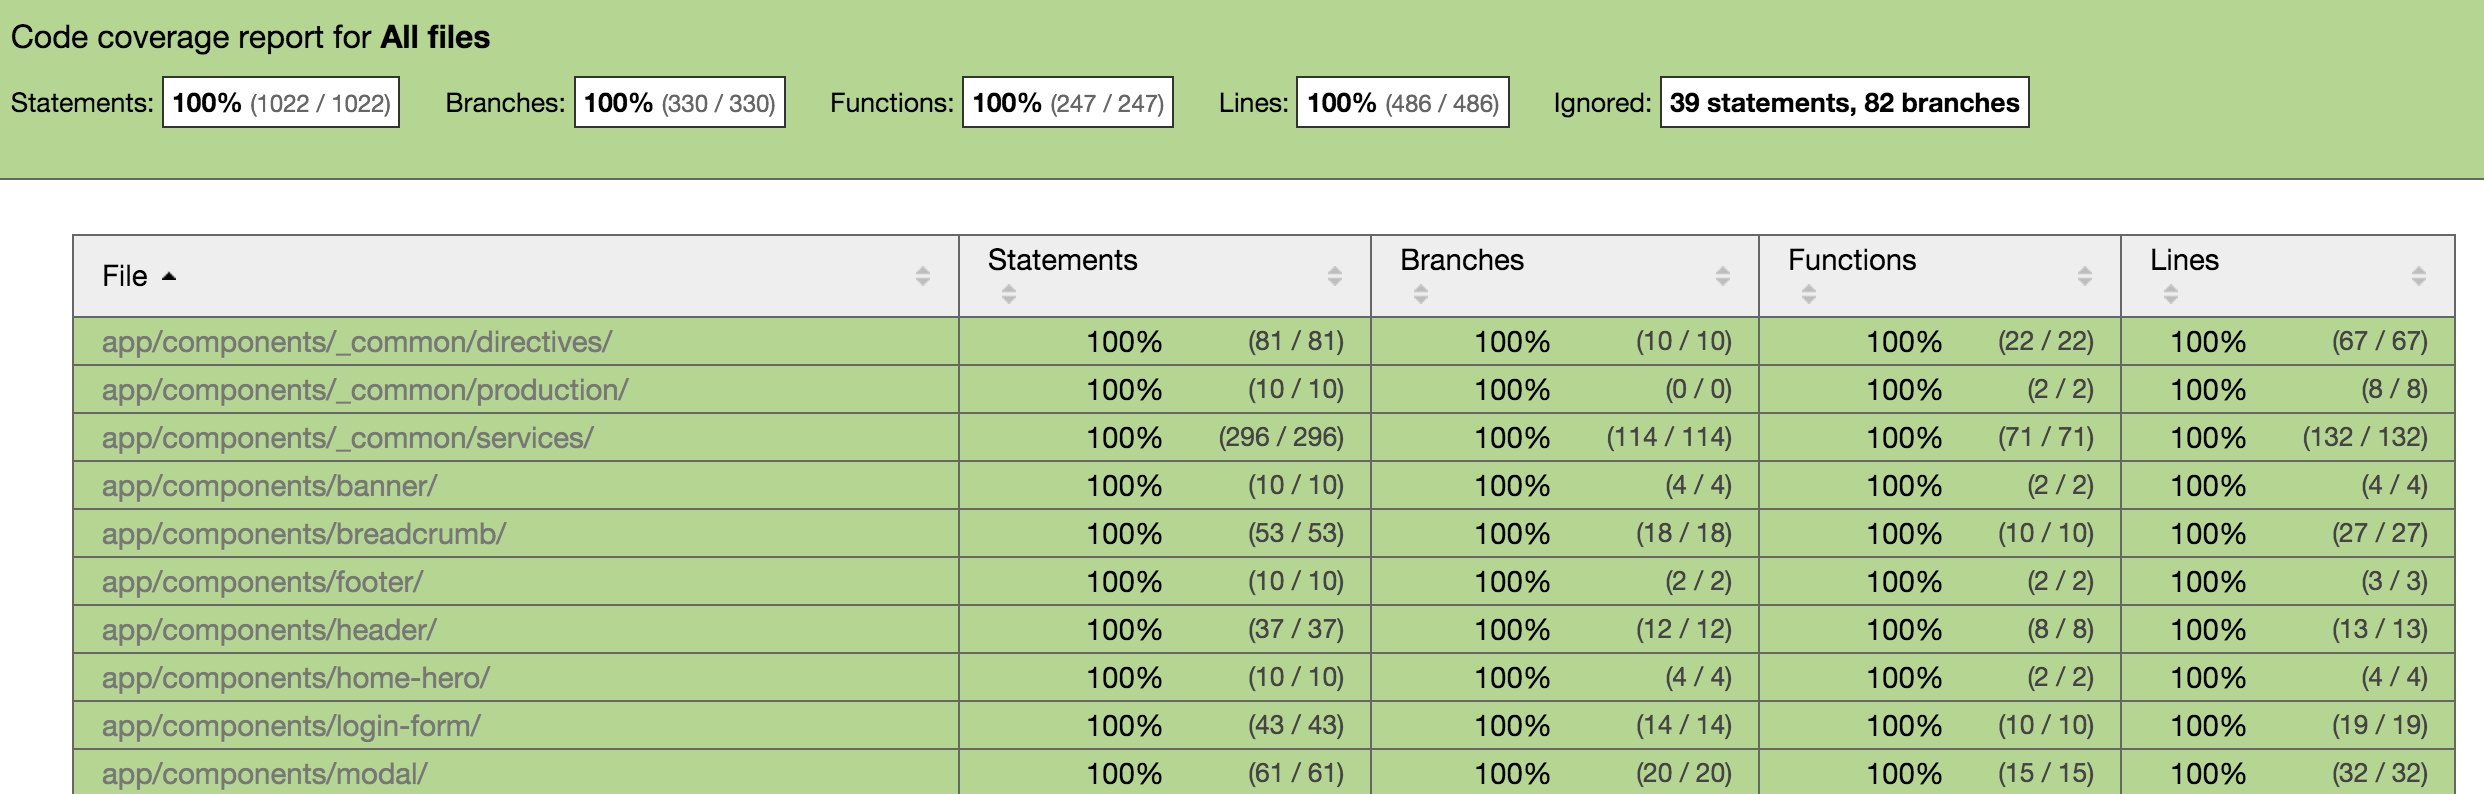 Code coverage report for All files
Statements: 100% (1022 / 1022) Branches: 100% (330 / 330) Functions: 100% (247 / 247) Lines: 100% (486 / 486) Ignored: 39 statements, 82 branches
File Statements Branches Functions Lines
app/components/_common/directives/ 100% (81 / 81) 100% (10 / 10) 100% (22 / 22) 100% (67 / 67)
app/components/_common/production/ 100% (10 / 10) 100% (0 / 0) 100% (2 / 2) 100% (8 / 8)
app/components/_common/services/ 100% (296 / 296) 100% (114 / 114) 100% (71 / 71) 100% (132 / 132)
app/components/banner/ 100% (10 / 10) 100% (4 / 4) 100% (2 / 2) 100% (4 / 4)
app/components/breadcrumb/ 100% (53 / 53) 100% (18 / 18) 100% (10 / 10) 100% (27 / 27)
app/components/footer/ 100% (10 / 10) 100% (2 / 2) 100% (2 / 2) 100% (3 / 3)
app/components/header/ 100% (37 / 37) 100% (12 / 12) 100% (8 / 8) 100% (13 / 13)
app/components/home-hero/ 100% (10 / 10) 100% (4 / 4) 100% (2 / 2) 100% (4 / 4)
app/components/login-form/ 100% (43 / 43) 100% (14 / 14) 100% (10 / 10) 100% (19 / 19)
app/components/modal/ 100% (61 / 61) 100% (20 / 20) 100% (15 / 15) 100% (32 / 32)